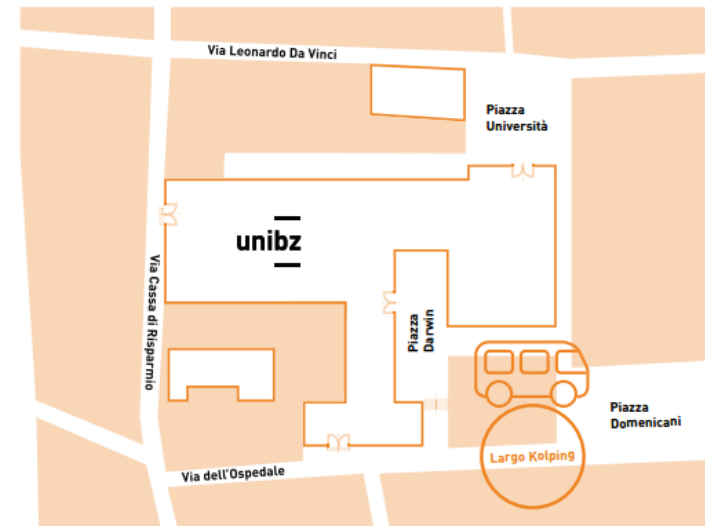 Via Leonardo Da Vinci
Piazza
Università
unibz
Via Cassa di Risparmio
Piazza
Darwin
Piazza
Domenicani
Largo Kolping
Via dell'Ospedale